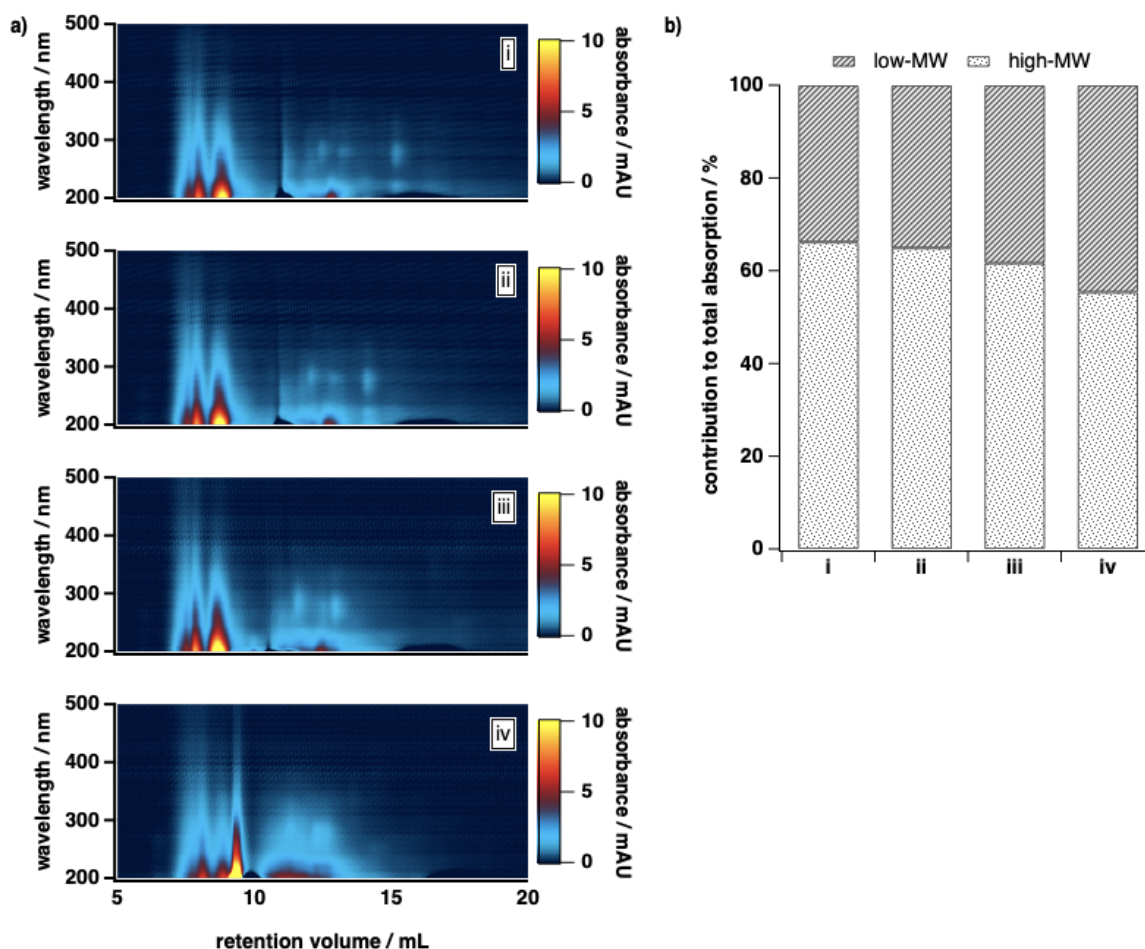 a)
500
400
300
200
wavelength / nm
i
10
5
0
absorbance / mAU
500
400
300
200
wavelength / nm
ii
10
5
0
absorbance / mAU
500
400
300
200
wavelength / nm
iii
10
5
0
absorbance / mAU
500
400
300
200
wavelength / nm
iv
10
5
0
absorbance / mAU
5 10 15 20
retention volume / mL
b)
low-MW high-MW
100
80
60
40
20
0
contribution to total absorption / %
i ii iii iv